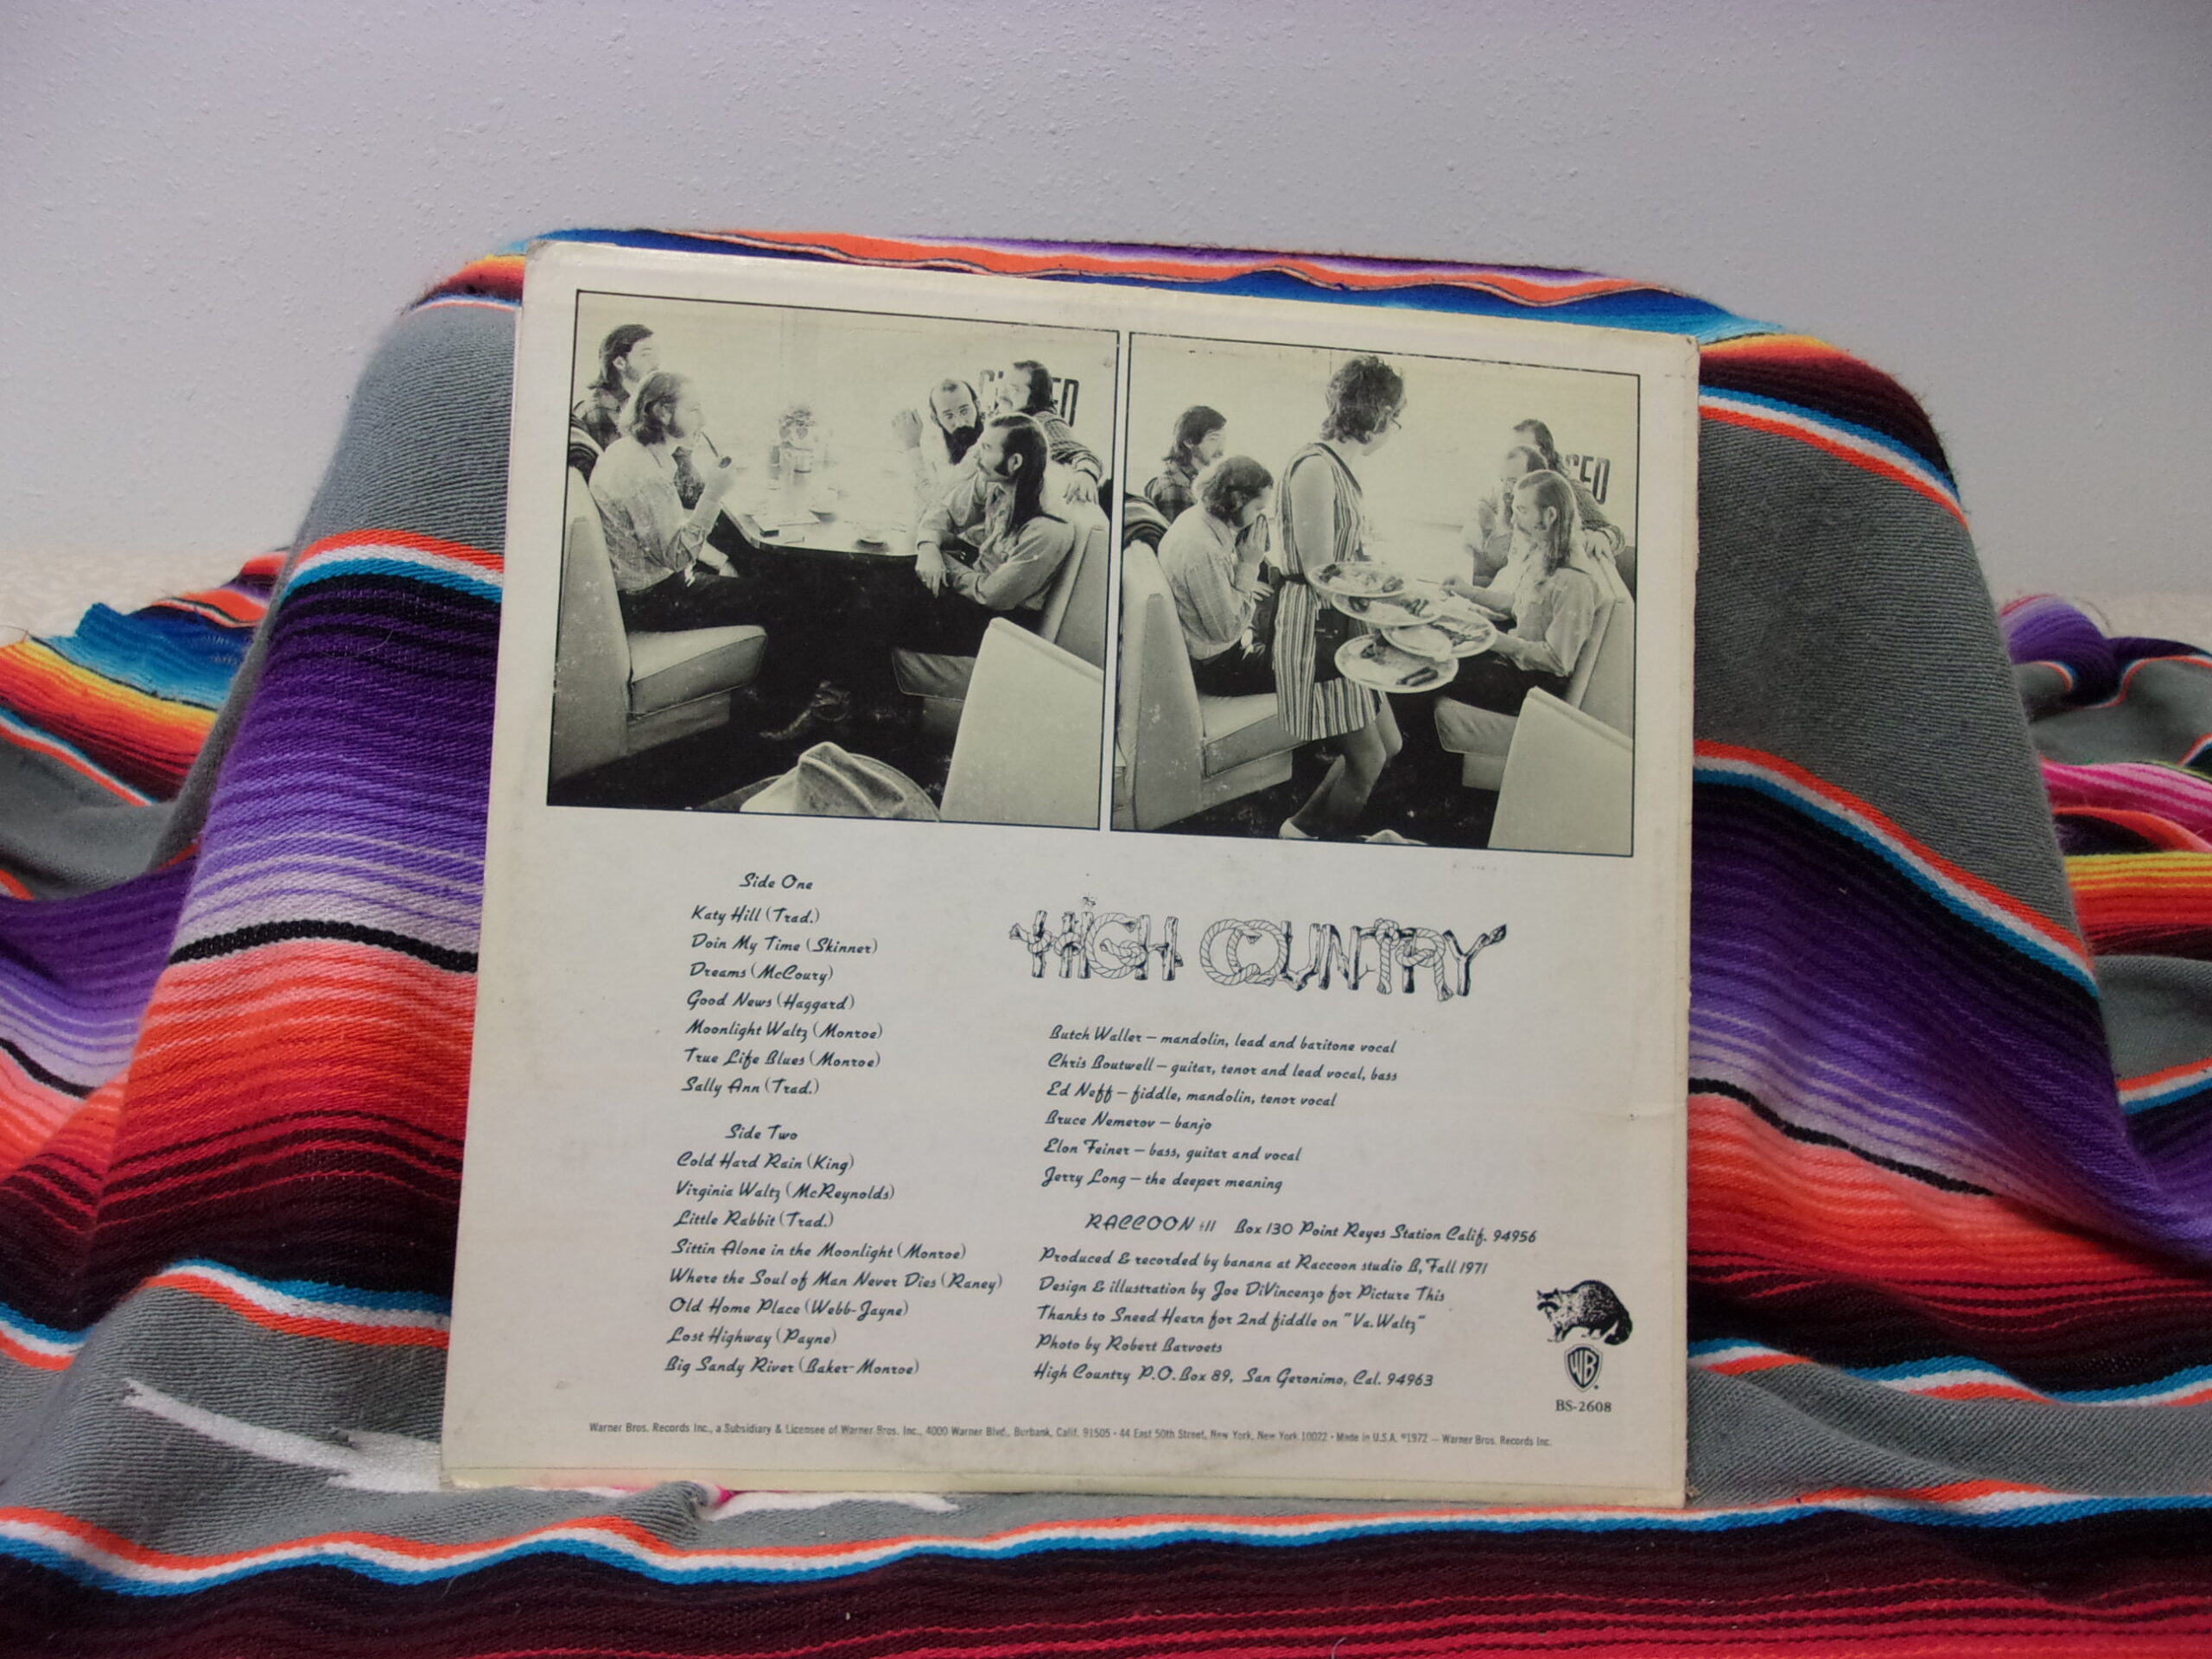 CLOSED
Side One
Katy Hill (Trad.)
Doin My Time (Skinner)
Dreams (McCoury)
Good News (Haggard)
Moonlight Waltz (Monroe)
True Life Blues (Monroe)
Sally Ann (Trad.)
Side Two
Cold Hard Rain (King)
Virginia Waltz (McReynolds)
Little Rabbit (Trad.)
Sittin Alone in the Moonlight (Monroe)
Where the Soul of Man Never Dies (Raney)
Old Home Place (Webb-Jayne)
Lost Highway (Payne)
Big Sandy River (Baker-Monroe)
HIGH COUNTRY
Butch Waller – mandolin, lead and baritone vocal
Chris Boutwell – guitar, tenor and lead vocal, bass
Ed Neff – fiddle, mandolin, tenor vocal
Bruce Nemerov – banjo
Elon Feiner – bass, guitar and vocal
Jerry Long – the deeper meaning
RACCOON #11 Box 130 Point Reyes Station Calif. 94956
Produced & recorded by banana at Raccoon studio B, Fall 1971
Design & illustration by Joe DiVincenzo for Picture This
Thanks to Sneed Hearn for 2nd fiddle on "Va. Waltz"
Photo by Robert Barvoets
High Country P.O. Box 89, San Geronimo, Cal. 94963
WB
BS-2608
Warner Bros. Records Inc., a Subsidiary & Licensee of Warner Bros. Inc., 4000 Warner Blvd., Burbank, Calif. 91505 • 44 East 50th Street, New York, New York 10022 • Made in U.S.A. ©1972 — Warner Bros. Records Inc.